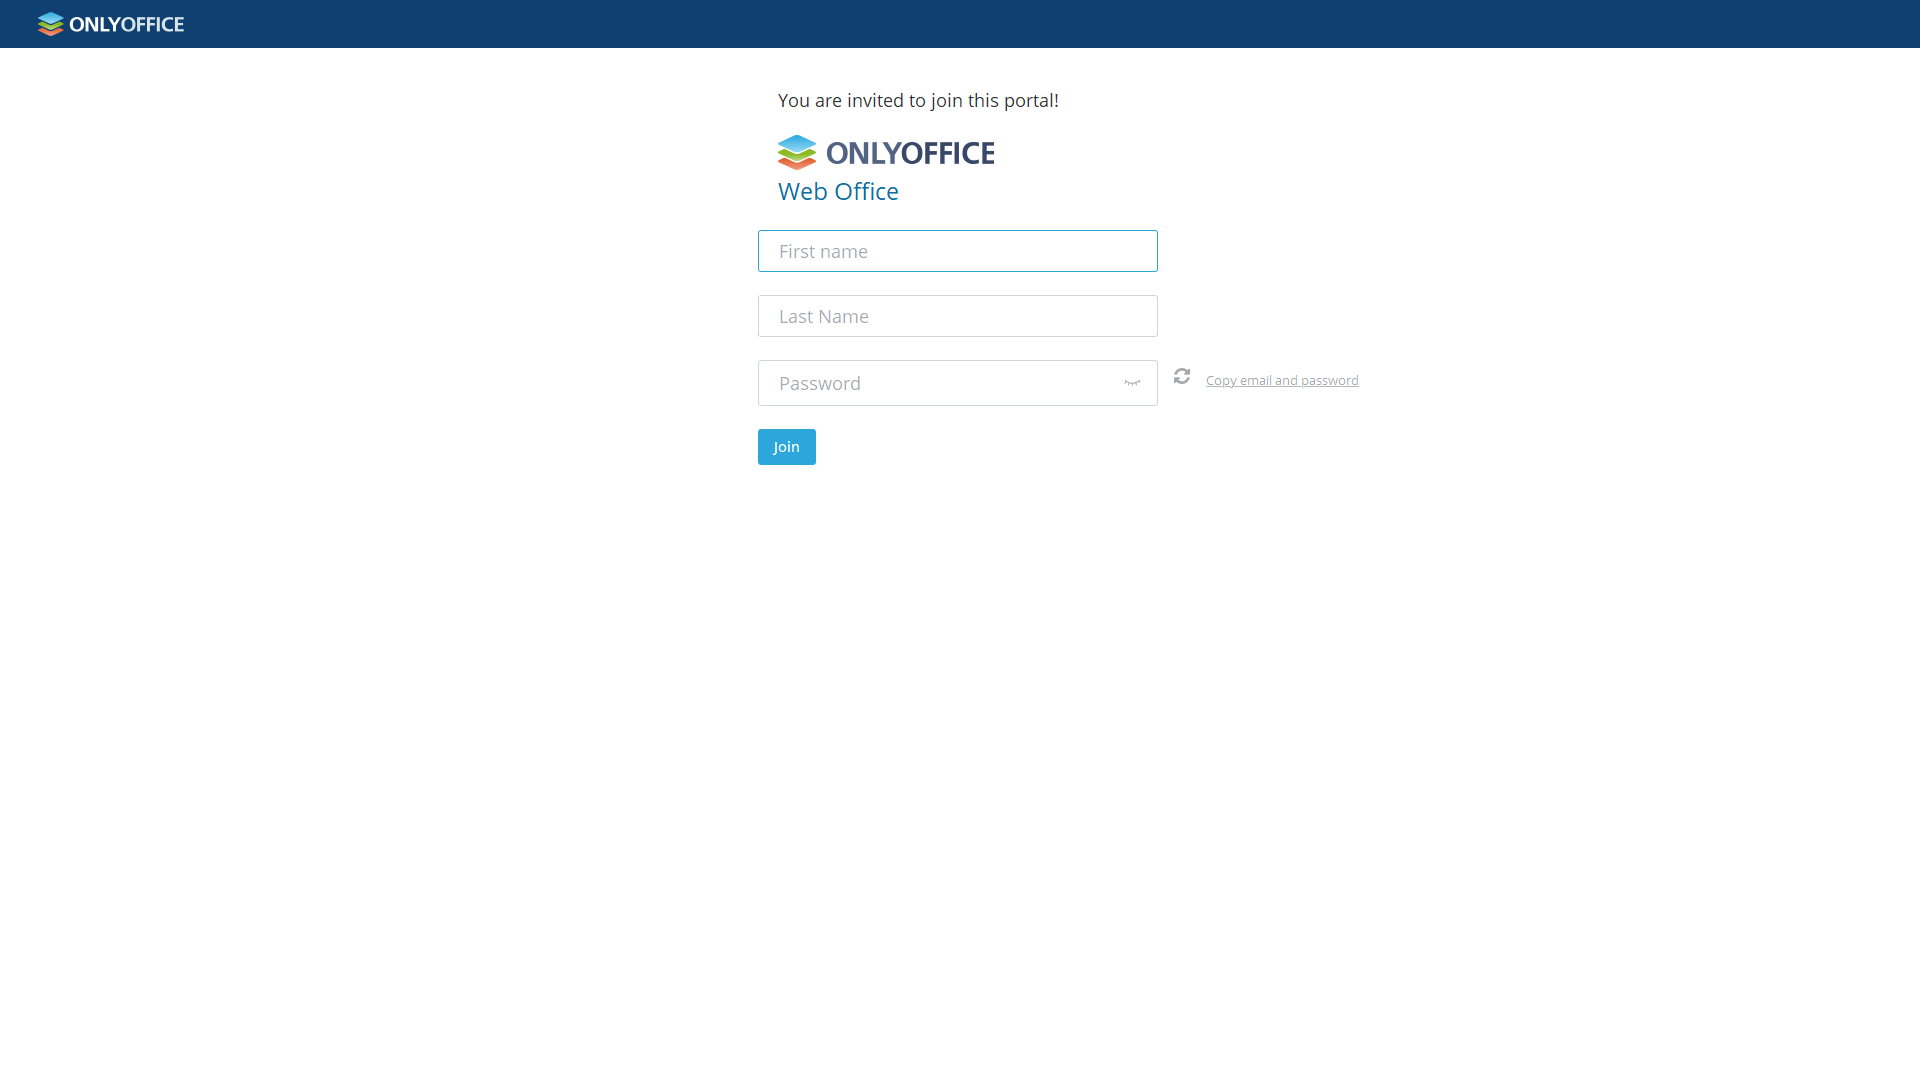 ONLYOFFICE
You are invited to join this portal!
ONLYOFFICE
Web Office
First name
Last Name
Password
Copy email and password
Join